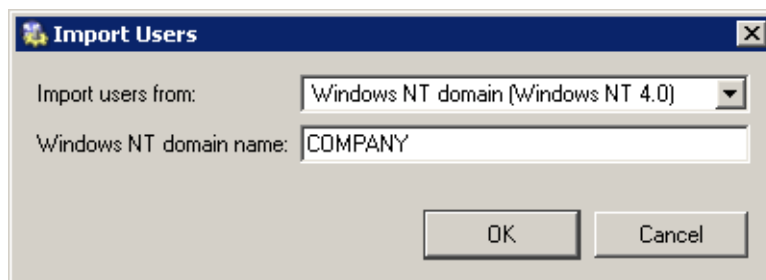 Import Users
Import users from: Windows NT domain (Windows NT 4.0)
Windows NT domain name: COMPANY
OK Cancel